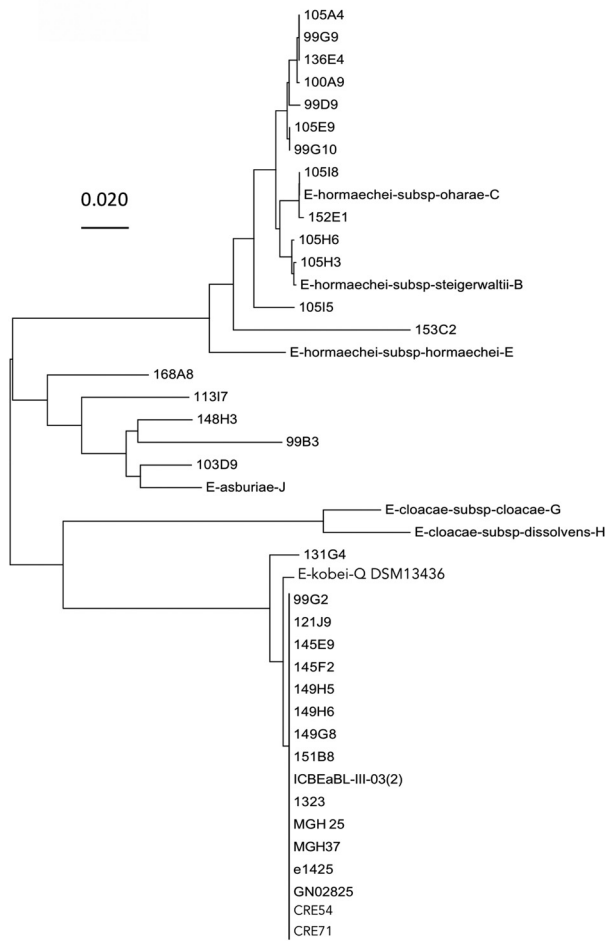 105A4
99G9
136E4
100A9
99D9
105E9
99G10
105I8
E-hormaechei-subsp-oharae-C
0.020
152E1
105H6
105H3
E-hormaechei-subsp-steigerwaltii-B
105I5
153C2
E-hormaechei-subsp-hormaechei-E
168A8
113I7
148H3
99B3
103D9
E-asburiae-J
E-cloacae-subsp-cloacae-G
E-cloacae-subsp-dissolvens-H
131G4
E-kobei-Q DSM13436
99G2
121J9
145E9
145F2
149H5
149H6
149G8
151B8
ICBEaBL-III-03(2)
1323
MGH 25
MGH37
e1425
GN02825
CRE54
CRE71